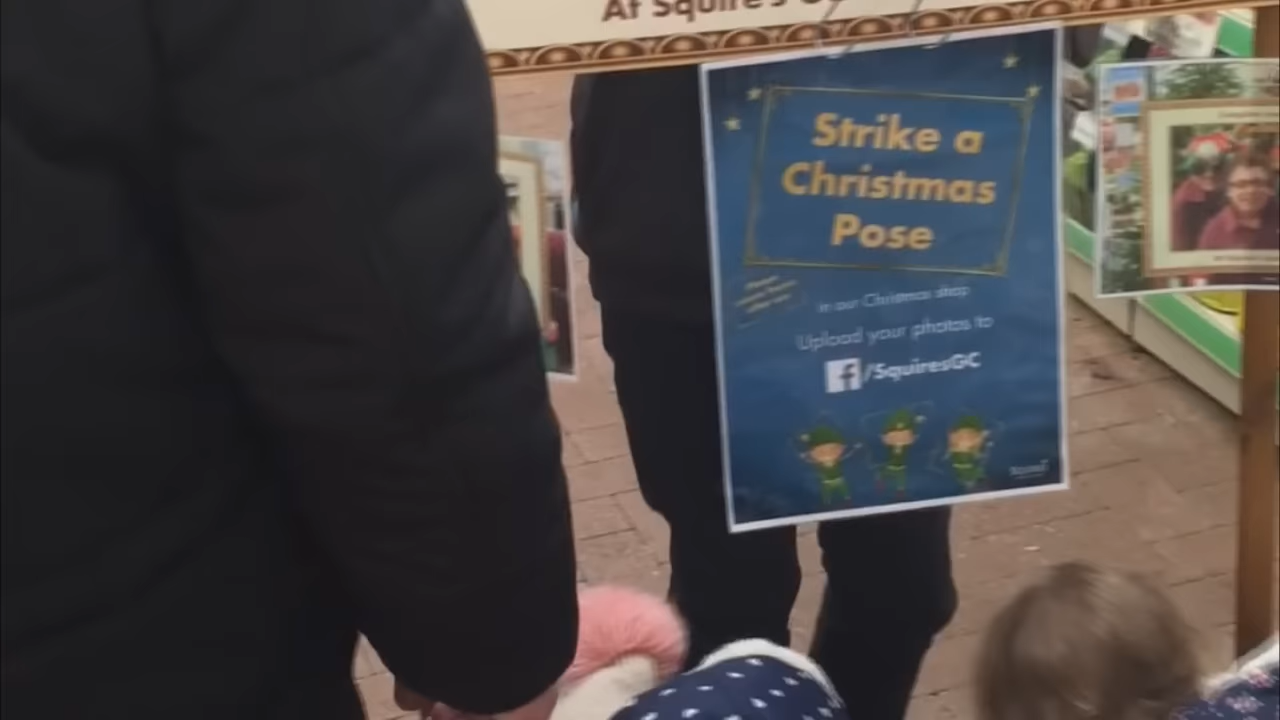 At Squire's
Strike a
Christmas
Pose
in our Christmas shop
Upload your photos to
f/SquiresGC